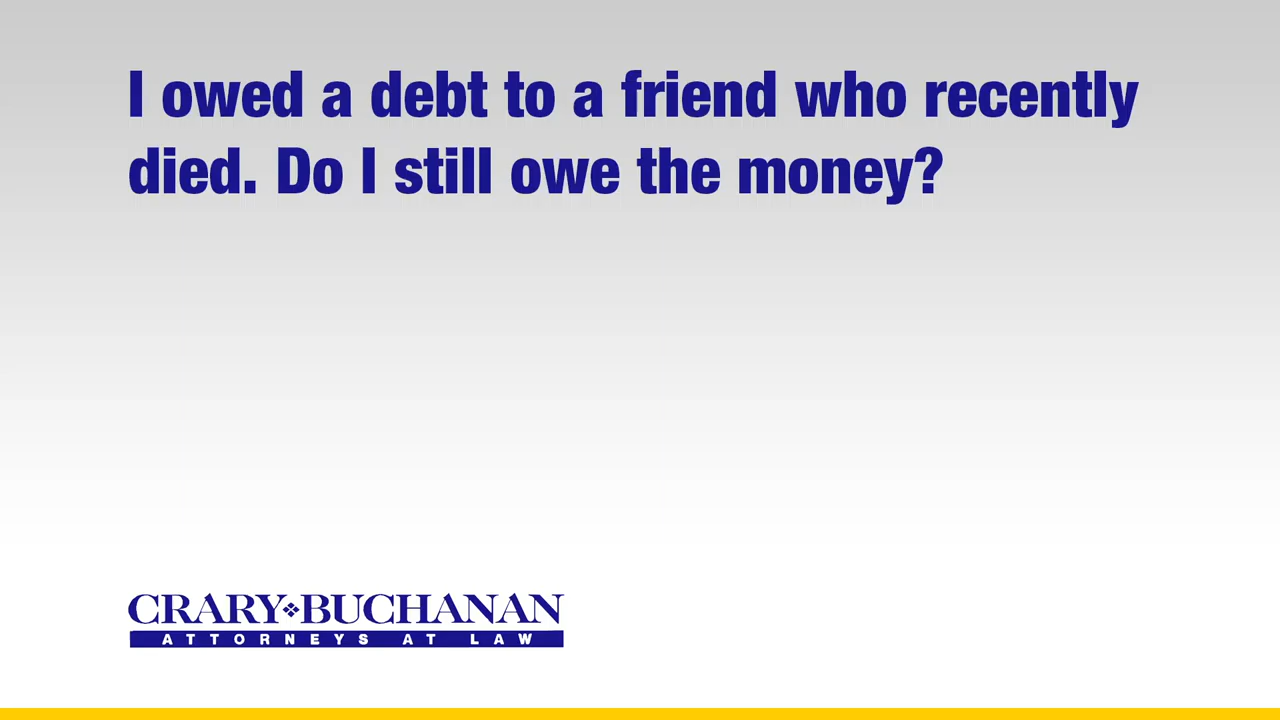 I owed a debt to a friend who recently
died. Do I still owe the money?
CRARY❖BUCHANAN
ATTORNEYS AT LAW